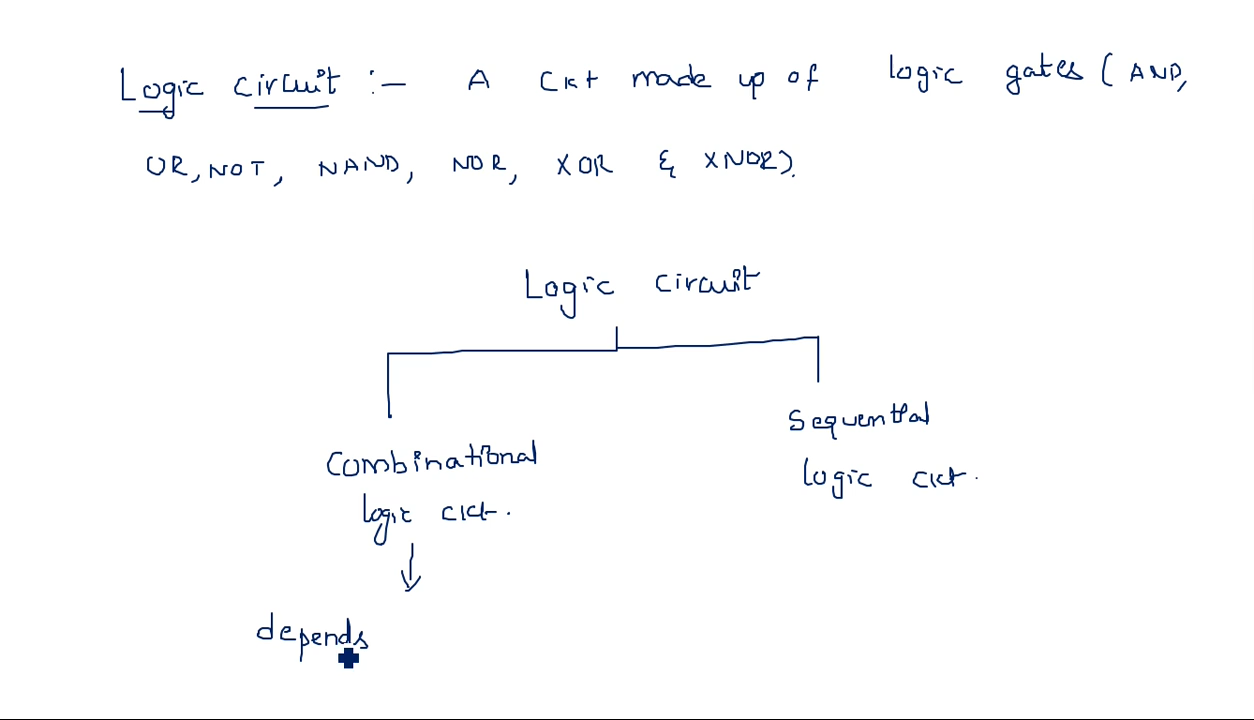 Logic circuit :- A ckt made up of logic gates (AND,
OR, NOT, NAND, NOR, XOR & XNOR).
Logic circuit
Combinational
logic ckt.
Sequential
logic ckt.
depends